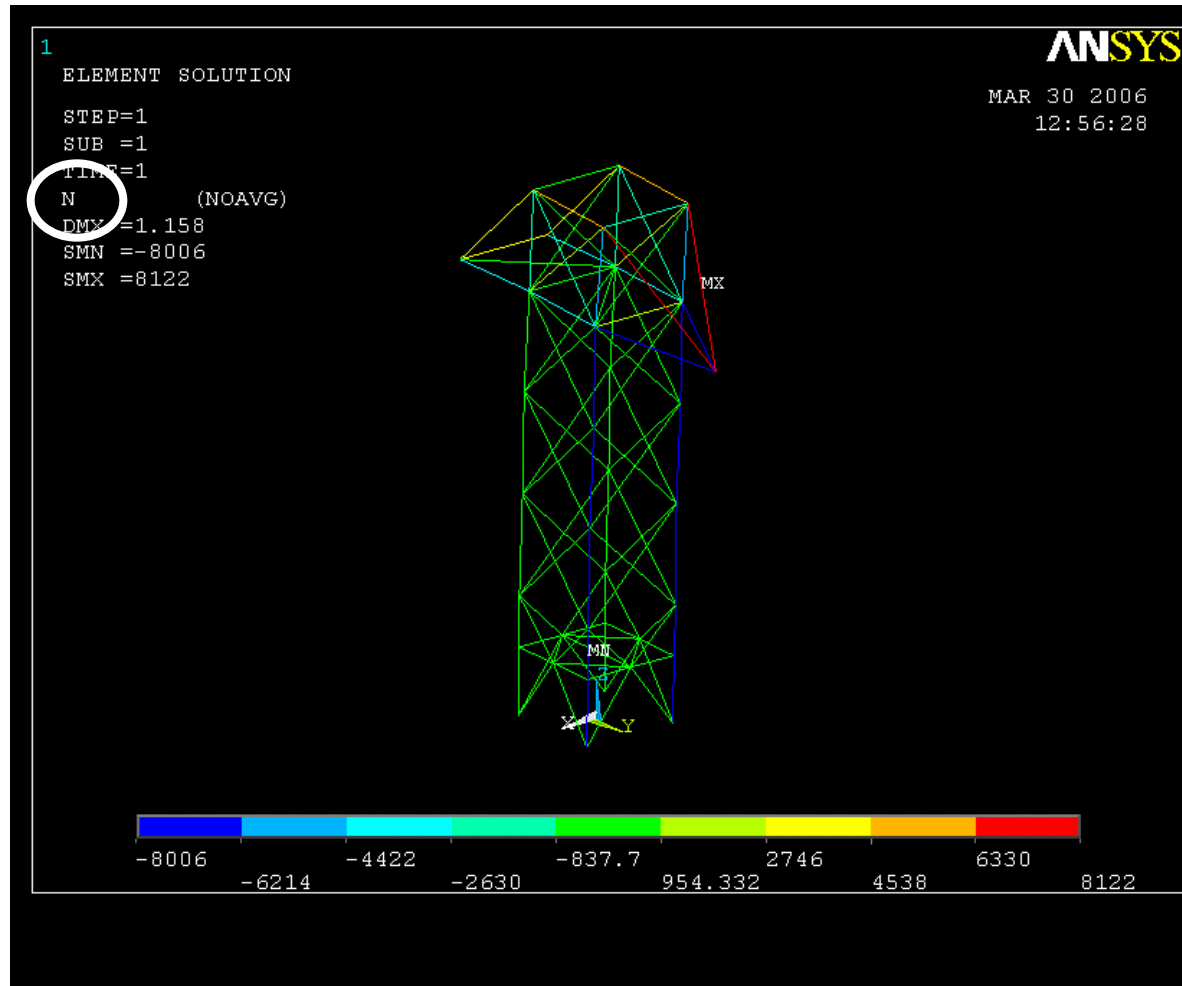 1
ANSYS
ELEMENT SOLUTION
MAR 30 2006
12:56:28
STEP=1
SUB =1
TIME=1
N (NOAVG)
DMX =1.158
SMN =-8006
SMX =8122
MX
MN
Z
X Y
-8006 -4422 -837.7 2746 6330
-6214 -2630 954.332 4538 8122